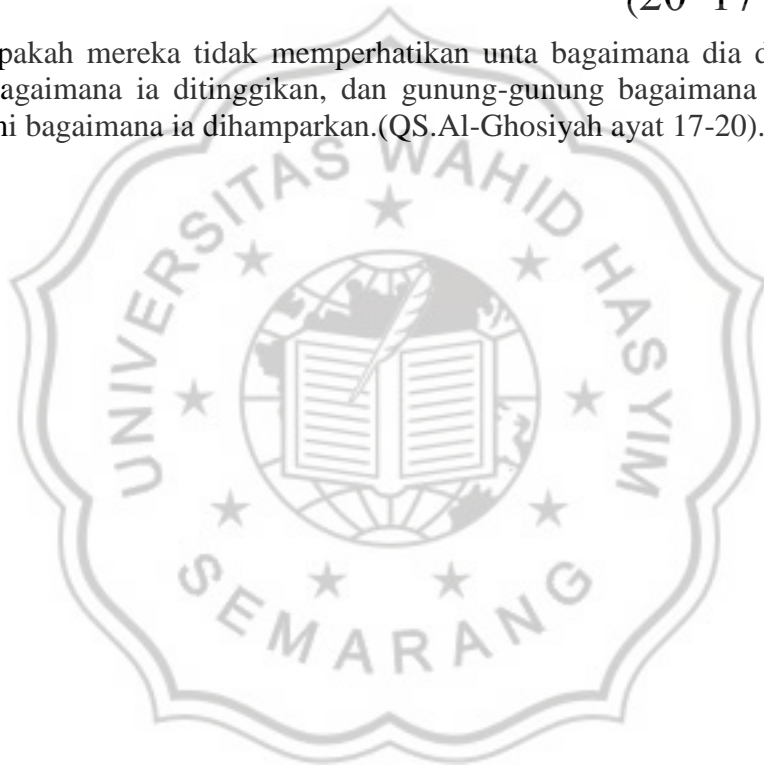 (20-17
pakah mereka tidak memperhatikan unta bagaimana dia d
agaimana ia ditinggikan, dan gunung-gunung bagaimana
ni bagaimana ia dihamparkan.(QS.Al-Ghosiyah ayat 17-20).
UNIVERSITAS WAHID HASYIM
SEMARANG